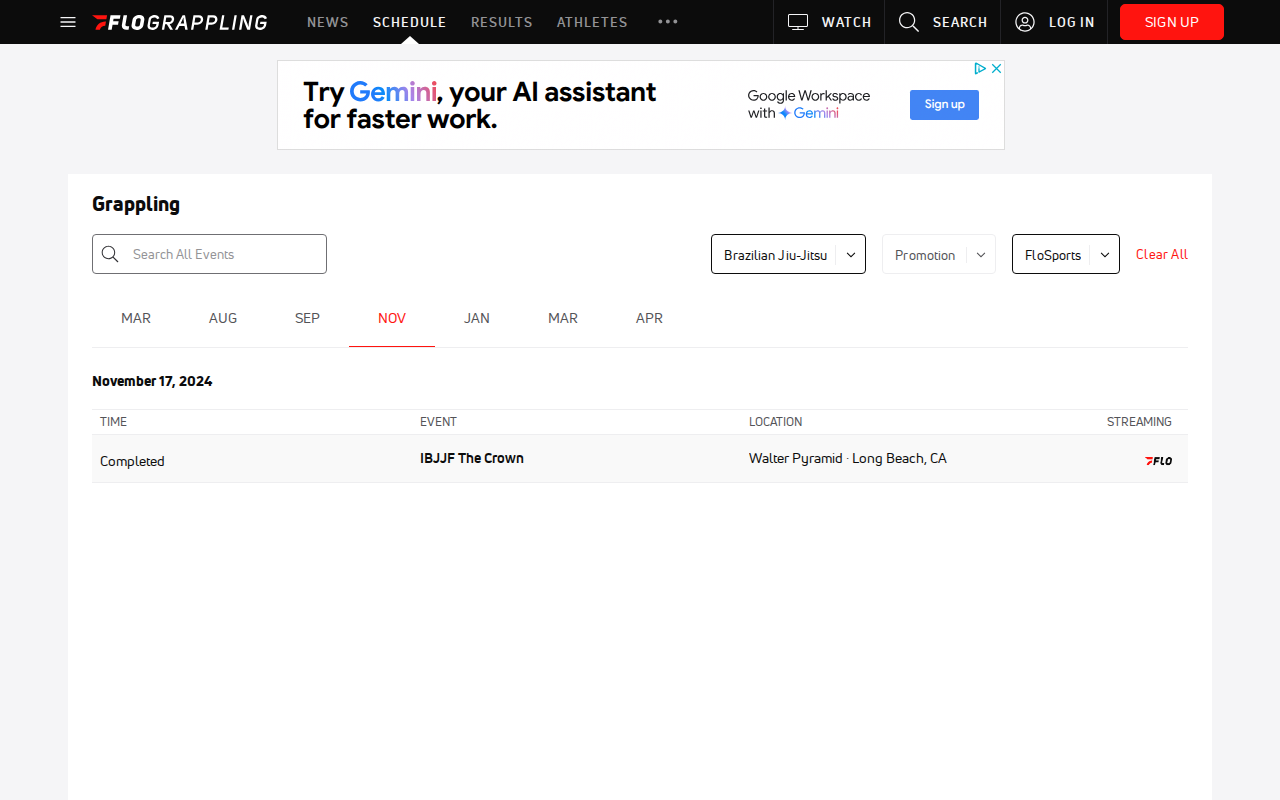 FLOGRAPPLING NEWS SCHEDULE RESULTS ATHLETES ••• WATCH SEARCH LOG IN SIGN UP
Try Gemini, your AI assistant
for faster work.
Google Workspace
with Gemini
Sign up
Grappling
Search All Events
Brazilian Jiu-Jitsu
Promotion
FloSports
Clear All
MAR AUG SEP NOV JAN MAR APR
November 17, 2024
TIME EVENT LOCATION STREAMING
Completed IBJJF The Crown Walter Pyramid · Long Beach, CA FLO